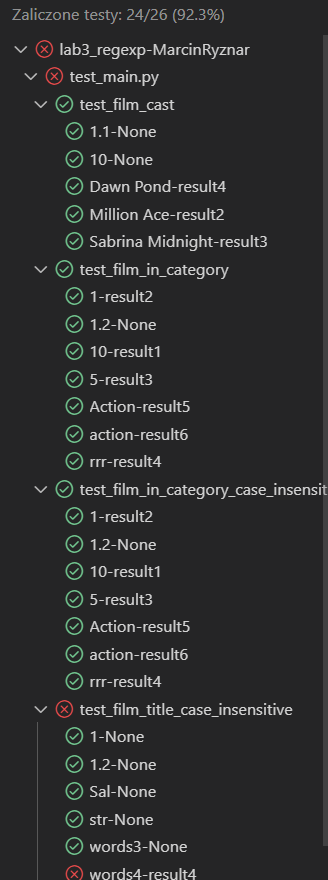 Zaliczone testy: 24/26 (92.3%)
lab3_regexp-MarcinRyznar
test_main.py
test_film_cast
1.1-None
10-None
Dawn Pond-result4
Million Ace-result2
Sabrina Midnight-result3
test_film_in_category
1-result2
1.2-None
10-result1
5-result3
Action-result5
action-result6
rrr-result4
test_film_in_category_case_insensit
1-result2
1.2-None
10-result1
5-result3
Action-result5
action-result6
rrr-result4
test_film_title_case_insensitive
1-None
1.2-None
Sal-None
str-None
words3-None
words4-result4